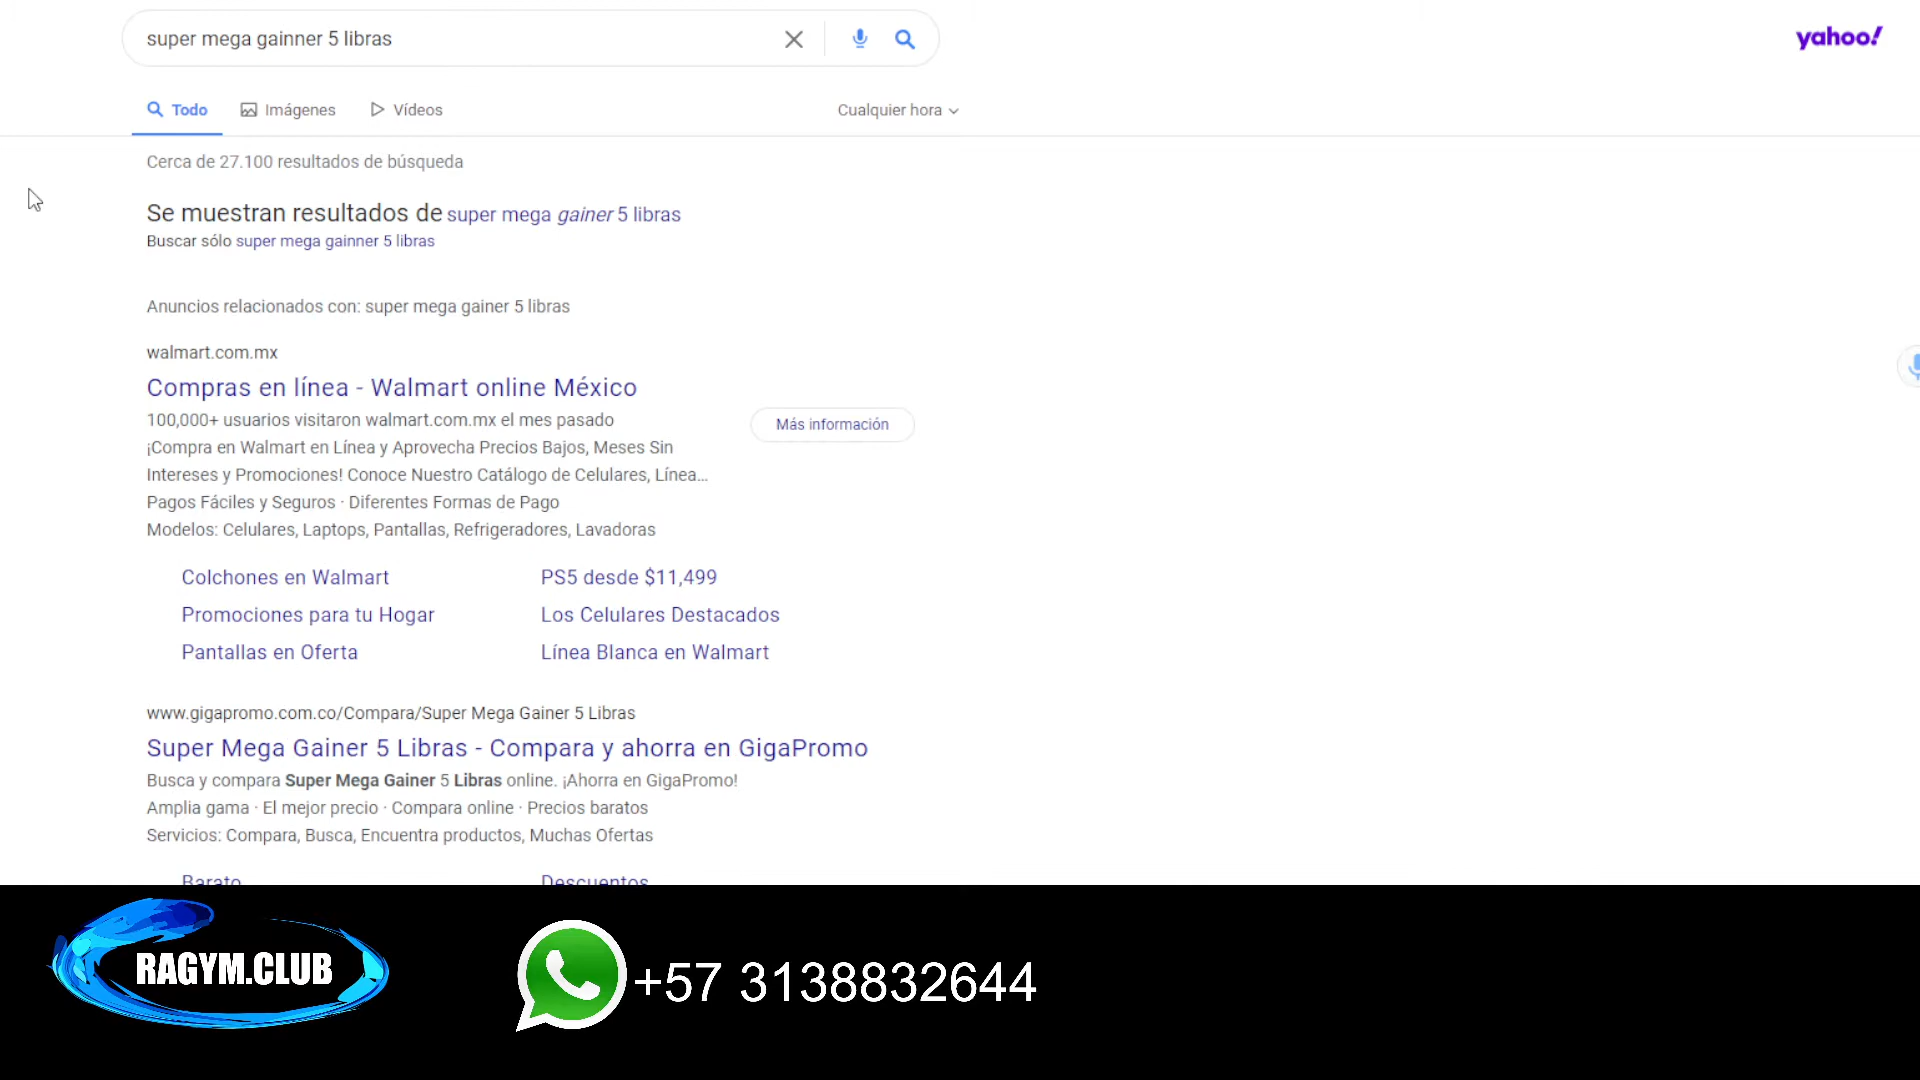 super mega gainner 5 libras
yahoo!
Todo
Imágenes
Vídeos
Cualquier hora
Cerca de 27.100 resultados de búsqueda
Se muestran resultados de super mega gainer 5 libras
Buscar sólo super mega gainner 5 libras
Anuncios relacionados con: super mega gainer 5 libras
walmart.com.mx
Compras en línea - Walmart online México
100,000+ usuarios visitaron walmart.com.mx el mes pasado
¡Compra en Walmart en Línea y Aprovecha Precios Bajos, Meses Sin
Intereses y Promociones! Conoce Nuestro Catálogo de Celulares, Línea...
Pagos Fáciles y Seguros · Diferentes Formas de Pago
Modelos: Celulares, Laptops, Pantallas, Refrigeradores, Lavadoras
Más información
Colchones en Walmart
PS5 desde $11,499
Promociones para tu Hogar
Los Celulares Destacados
Pantallas en Oferta
Línea Blanca en Walmart
www.gigapromo.com.co/Compara/Super Mega Gainer 5 Libras
Super Mega Gainer 5 Libras - Compara y ahorra en GigaPromo
Busca y compara Super Mega Gainer 5 Libras online. ¡Ahorra en GigaPromo!
Amplia gama · El mejor precio · Compara online · Precios baratos
Servicios: Compara, Busca, Encuentra productos, Muchas Ofertas
Barato
Descuentos
RAGYM.CLUB
+57 3138832644